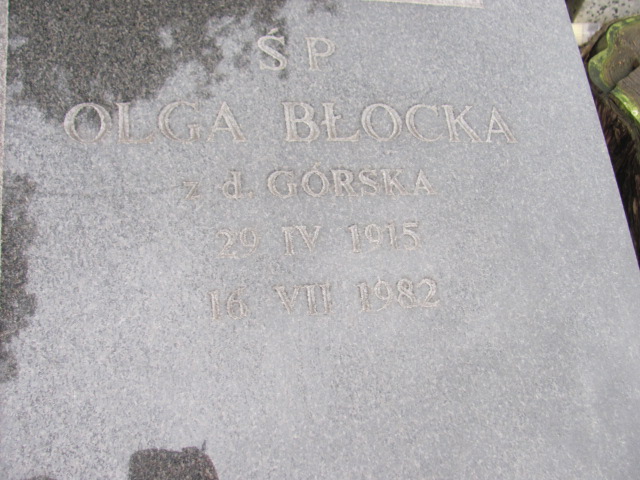 ŚP
OLGA BŁOCKA
z d. GÓRSKA
29 IV 1915
16 VII 1982